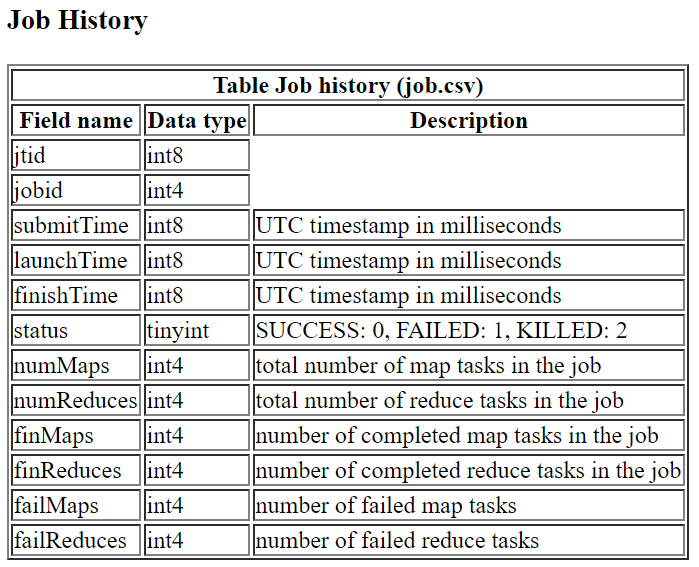 Job History
Table Job history (job.csv)
Field name Data type Description
jtid int8
jobid int4
submitTime int8 UTC timestamp in milliseconds
launchTime int8 UTC timestamp in milliseconds
finishTime int8 UTC timestamp in milliseconds
status tinyint SUCCESS: 0, FAILED: 1, KILLED: 2
numMaps int4 total number of map tasks in the job
numReduces int4 total number of reduce tasks in the job
finMaps int4 number of completed map tasks in the job
finReduces int4 number of completed reduce tasks in the job
failMaps int4 number of failed map tasks
failReduces int4 number of failed reduce tasks